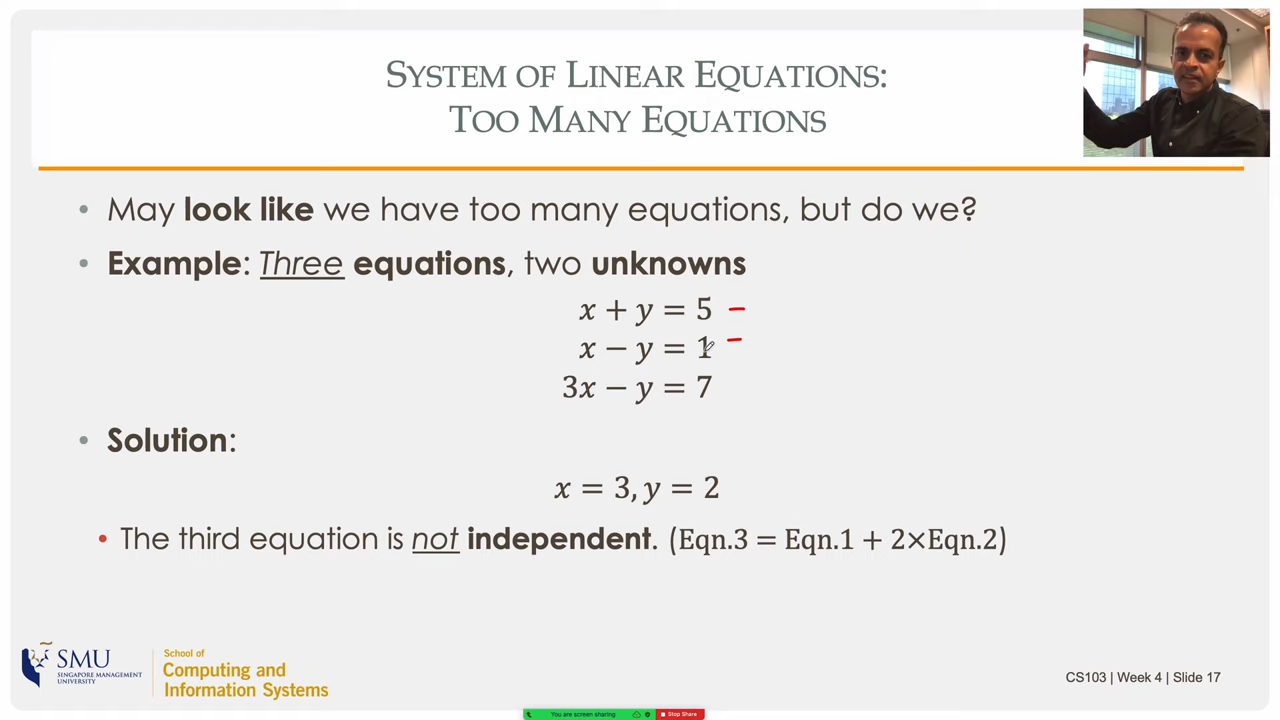 SYSTEM OF LINEAR EQUATIONS:
TOO MANY EQUATIONS
• May look like we have too many equations, but do we?
• Example: Three equations, two unknowns
x + y = 5
x − y = 1
3x − y = 7
• Solution:
x = 3, y = 2
• The third equation is not independent. (Eqn.3 = Eqn.1 + 2×Eqn.2)
SMU
SINGAPORE MANAGEMENT
UNIVERSITY
School of
Computing and
Information Systems
CS103 | Week 4 | Slide 17
You are screen sharing
Stop Share